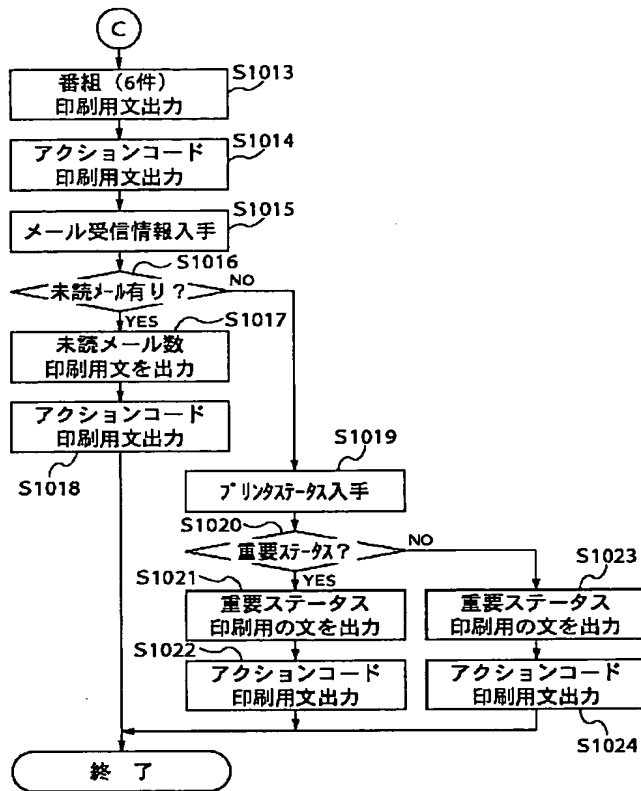 C
番組(6件)
印刷用文出力
S1013
アクションコード
印刷用文出力
S1014
メール受信情報入手
S1015
未読メール有り?
S1016
NO
YES
未読メール数
印刷用文を出力
S1017
アクションコード
印刷用文出力
S1018
プリンタステータス入手
S1019
重要ステータス?
S1020
NO
YES
重要ステータス
印刷用の文を出力
S1021
重要ステータス
印刷用の文を出力
S1023
アクションコード
印刷用文出力
S1022
アクションコード
印刷用文出力
S1024
終了